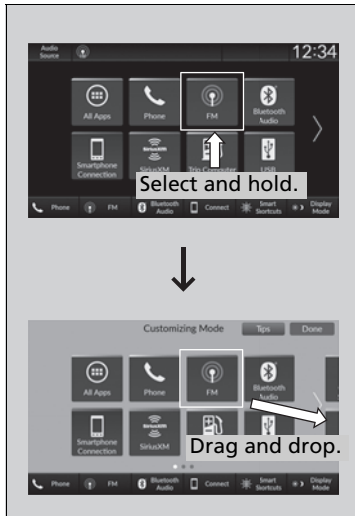 Audio
Source
12:34
All Apps
Phone
FM
Bluetooth
Audio
Smartphone
Connection
SiriusXM
SiriusXM
Trip Computer
USB
Select and hold.
Phone
FM
Bluetooth
Audio
Connect
Smart
Shortcuts
Display
Mode
Customizing Mode
Tips
Done
All Apps
Phone
FM
Bluetooth
Audio
Smartphone
Connection
SiriusXM
SiriusXM
Drag and drop.
Phone
FM
Bluetooth
Audio
Connect
Smart
Shortcuts
Display
Mode